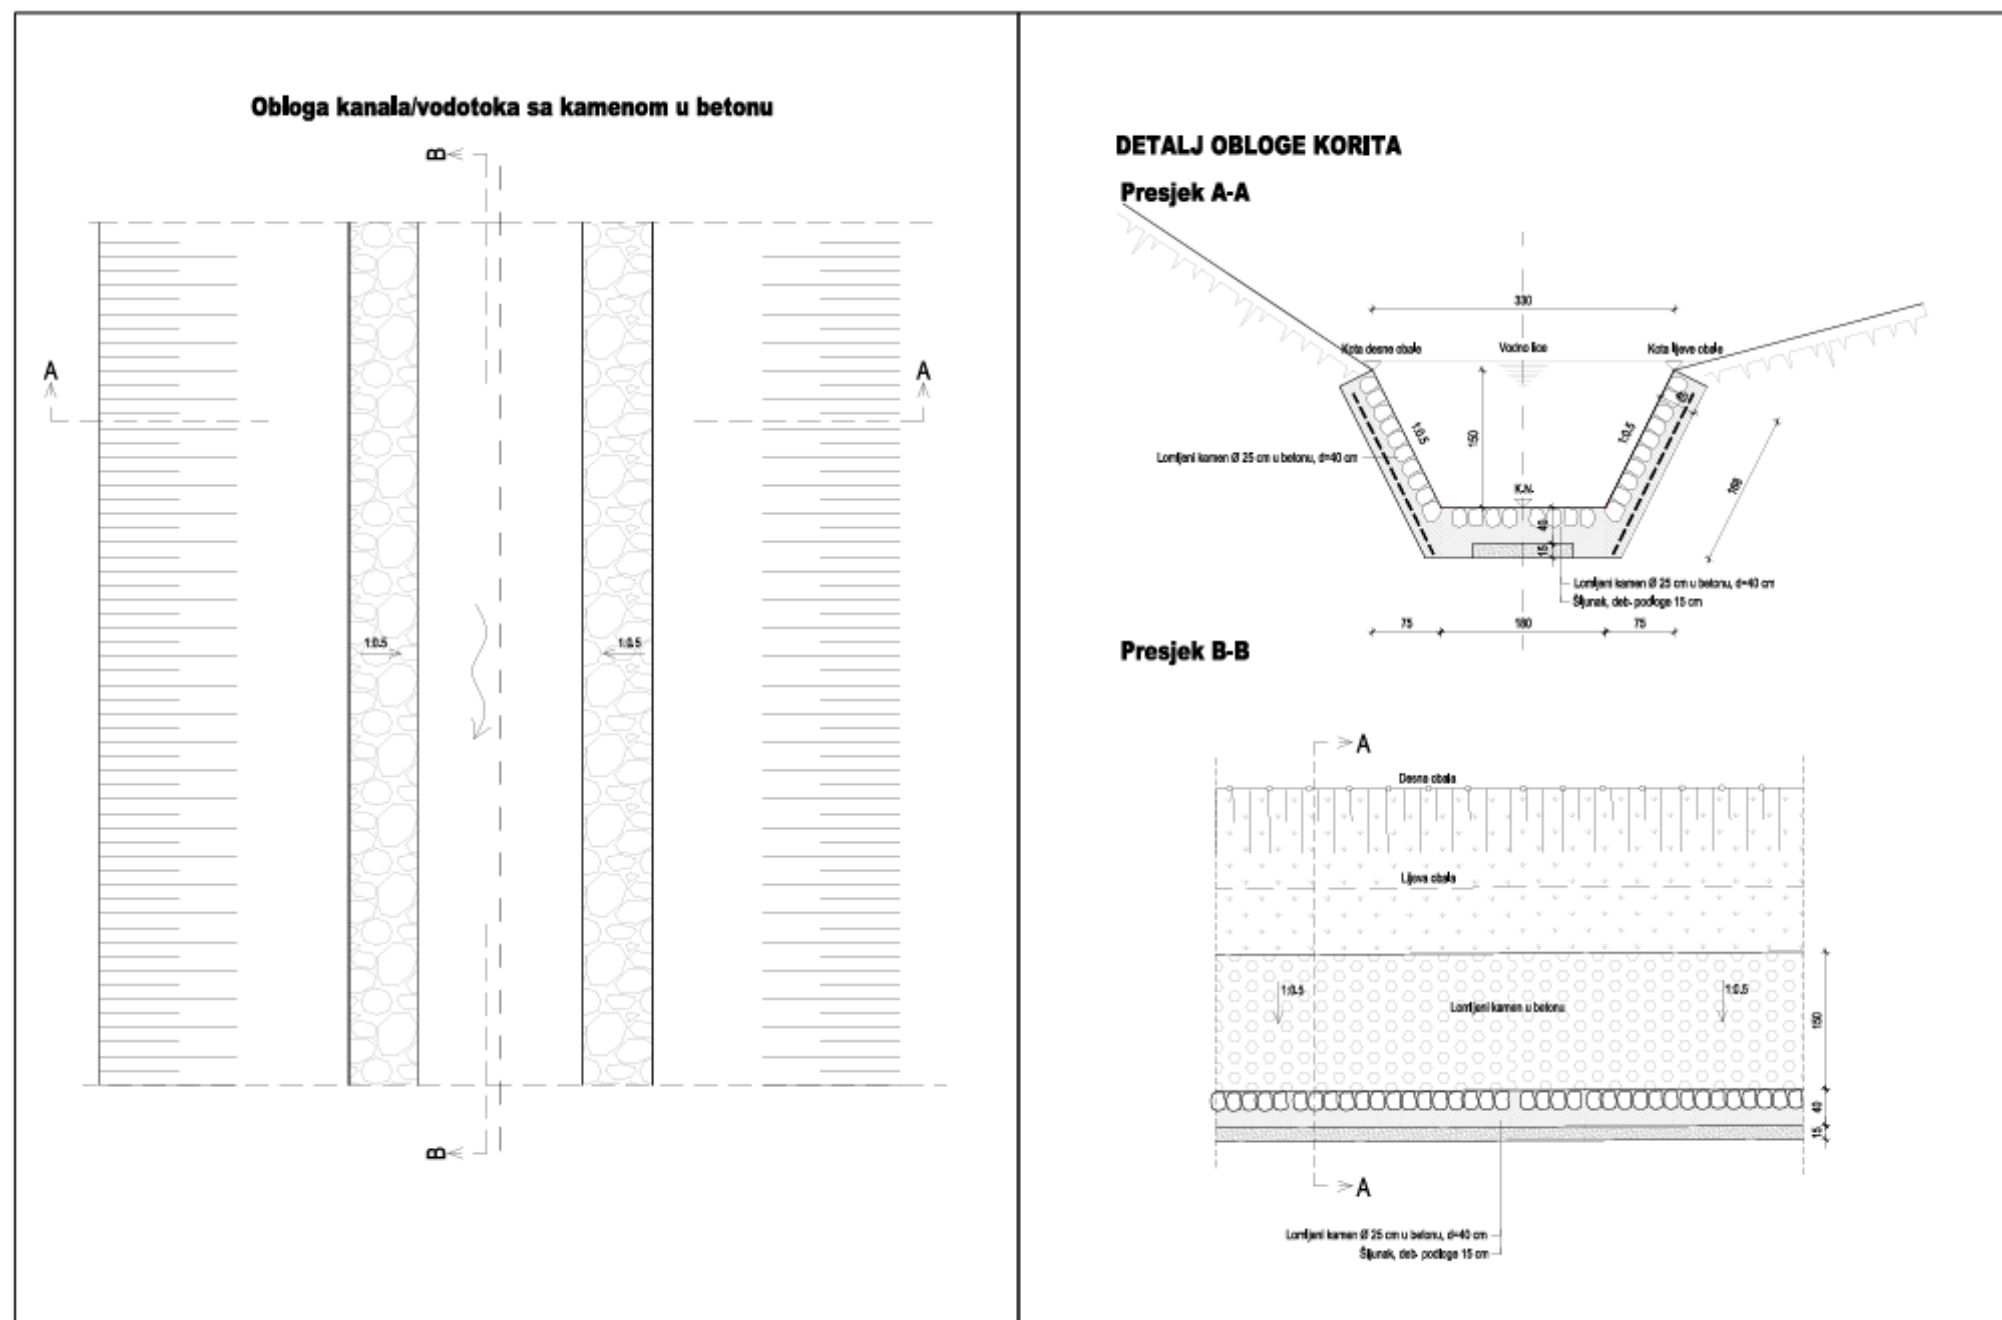 Obloga kanala/vodotoka sa kamenom u betonu
B
A
A
1:0.5
1:0.5
B
DETALJ OBLOGE KORITA
Presjek A-A
330
Kota desne obale
Vodno lice
Kota lijeve obale
40
1:0.5
150
1:0.5
Lomljeni kamen Ø 25 cm u betonu, d=40 cm
K.N.
40
15
Lomljeni kamen Ø 25 cm u betonu, d=40 cm
Šljunak, deb. podloge 15 cm
75
180
75
Presjek B-B
A
Desna obala
Lijeva obala
1:0.5
1:0.5
Lomljeni kamen u betonu
150
40
15
A
Lomljeni kamen Ø 25 cm u betonu, d=40 cm
Šljunak, deb. podloge 15 cm